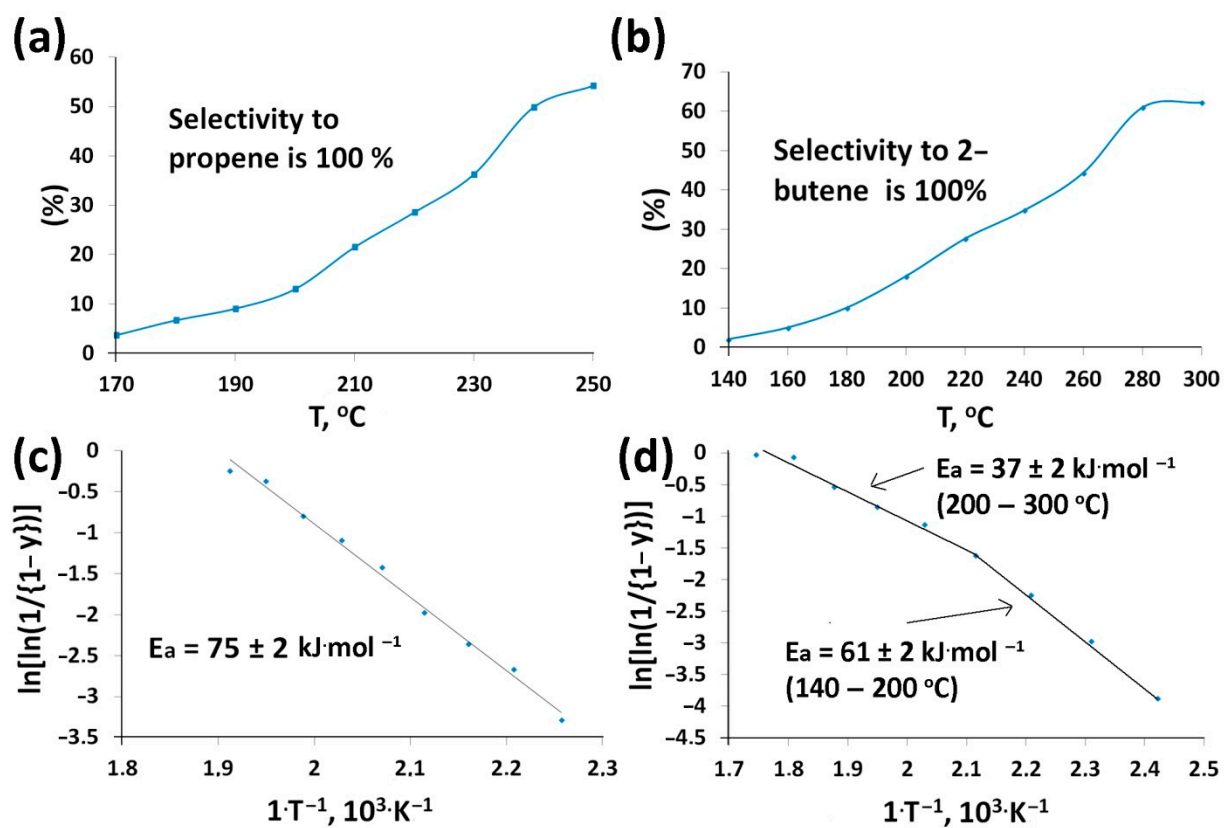 (a)
60
50
40
30
20
10
0
(%)
Selectivity to
propene is 100 %
170 190 210 230 250
T, °C
(b)
70
60
50
40
30
20
10
0
(%)
Selectivity to 2–
butene is 100%
140 160 180 200 220 240 260 280 300
T, °C
(c)
0
−0.5
−1
−1.5
−2
−2.5
−3
−3.5
ln[ln(1/{1− y})]
Ea = 75 ± 2 kJ·mol ⁻¹
1.8 1.9 2 2.1 2.2 2.3
1·T⁻¹, 10³·K⁻¹
(d)
0
−0.5
−1
−1.5
−2
−2.5
−3
−3.5
−4
−4.5
ln[ln(1/{1− y})]
Ea = 37 ± 2 kJ·mol ⁻¹
(200 – 300 °C)
Ea = 61 ± 2 kJ·mol ⁻¹
(140 – 200 °C)
1.7 1.8 1.9 2 2.1 2.2 2.3 2.4 2.5
1·T⁻¹, 10³·K⁻¹